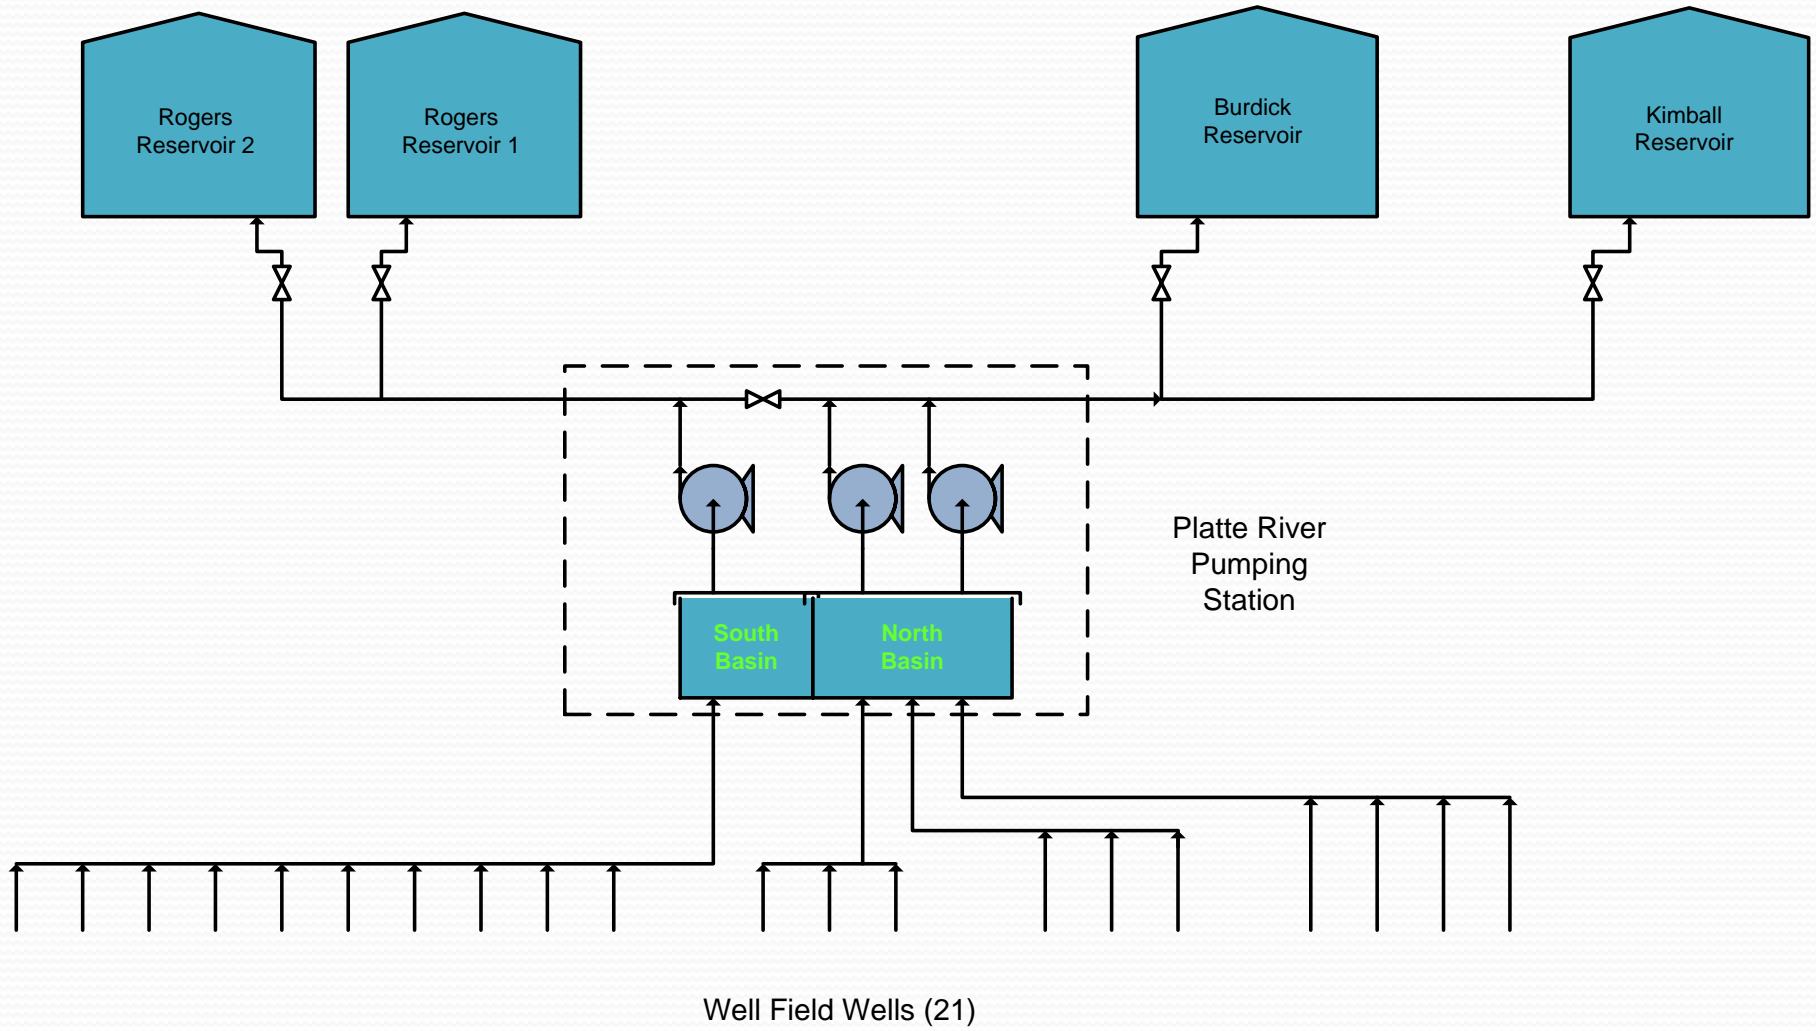 Rogers
Reservoir 2
Rogers
Reservoir 1
Burdick
Reservoir
Kimball
Reservoir
Platte River
Pumping
Station
South
Basin
North
Basin
Well Field Wells (21)